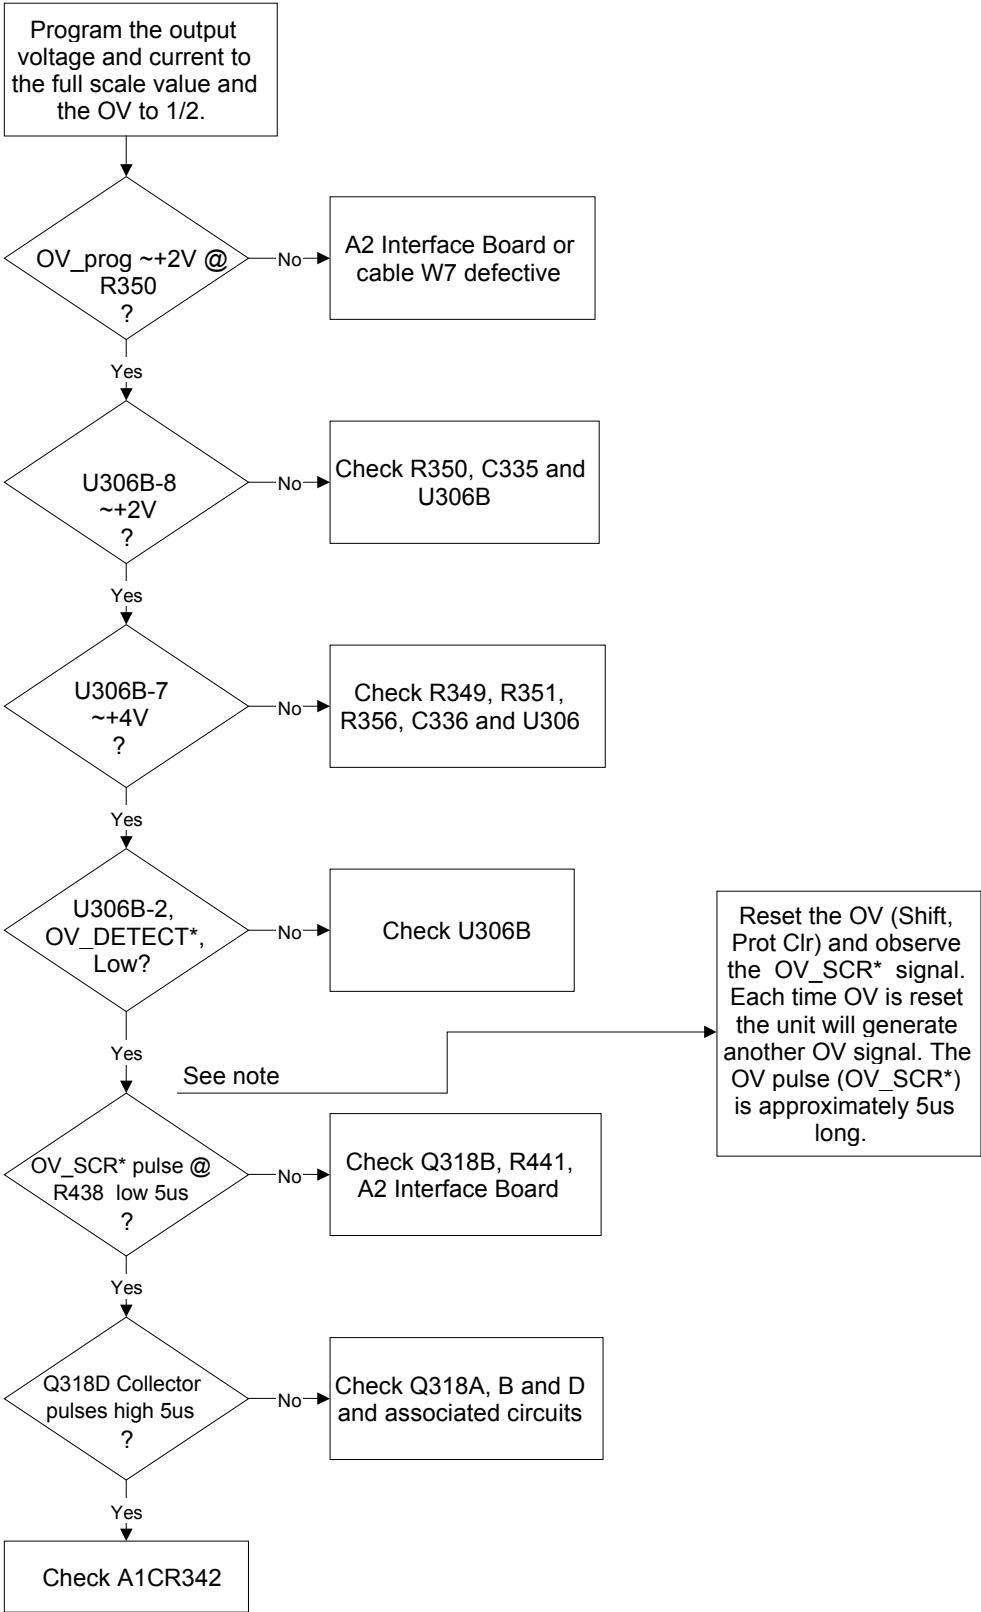 Program the output
voltage and current to
the full scale value and
the OV to 1/2.
OV_prog ~+2V @
R350
?
No
A2 Interface Board or
cable W7 defective
Yes
U306B-8
~+2V
?
No
Check R350, C335 and
U306B
Yes
U306B-7
~+4V
?
No
Check R349, R351,
R356, C336 and U306
Yes
U306B-2,
OV_DETECT*,
Low?
No
Check U306B
Yes
See note
Reset the OV (Shift,
Prot Clr) and observe
the OV_SCR* signal.
Each time OV is reset
the unit will generate
another OV signal. The
OV pulse (OV_SCR*)
is approximately 5us
long.
OV_SCR* pulse @
R438 low 5us
?
No
Check Q318B, R441,
A2 Interface Board
Yes
Q318D Collector
pulses high 5us
?
No
Check Q318A, B and D
and associated circuits
Yes
Check A1CR342